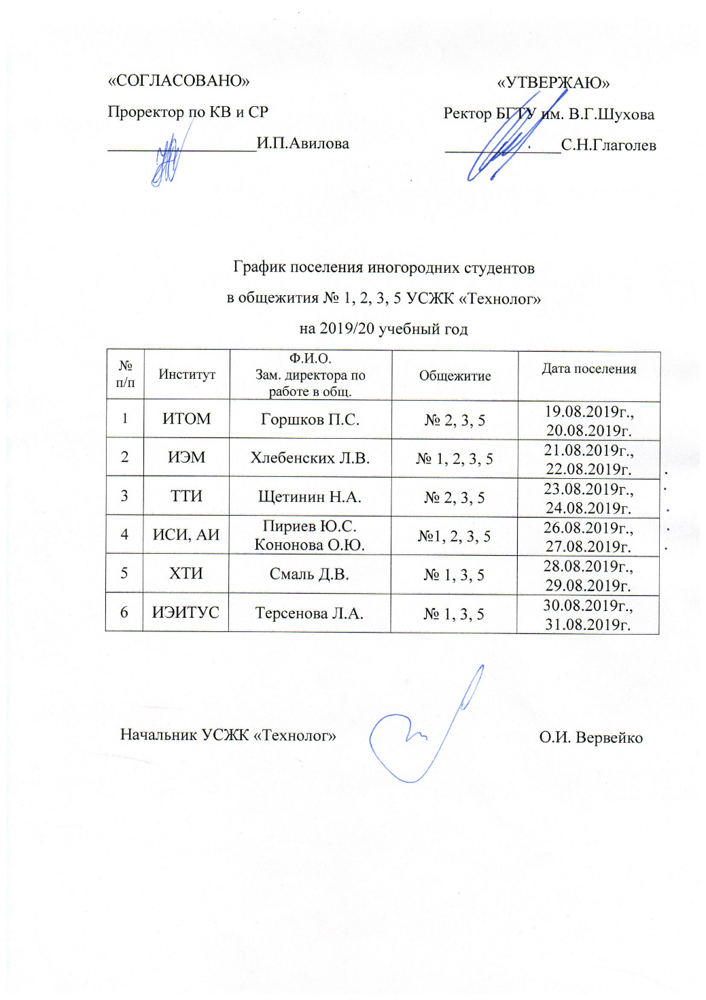 «СОГЛАСОВАНО» «УТВЕРЖАЮ»
Проректор по КВ и СР Ректор БГТУ им. В.Г.Шухова
__________________И.П.Авилова ______________С.Н.Глаголев
График поселения иногородних студентов
в общежития № 1, 2, 3, 5 УСЖК «Технолог»
на 2019/20 учебный год
№ п/п Институт Ф.И.О. Зам. директора по работе в общ. Общежитие Дата поселения
1 ИТОМ Горшков П.С. № 2, 3, 5 19.08.2019г., 20.08.2019г.
2 ИЭМ Хлебенских Л.В. № 1, 2, 3, 5 21.08.2019г., 22.08.2019г.
3 ТТИ Щетинин Н.А. № 2, 3, 5 23.08.2019г., 24.08.2019г.
4 ИСИ, АИ Пириев Ю.С. Кононова О.Ю. №1, 2, 3, 5 26.08.2019г., 27.08.2019г.
5 ХТИ Смаль Д.В. № 1, 3, 5 28.08.2019г., 29.08.2019г.
6 ИЭИТУС Терсенова Л.А. № 1, 3, 5 30.08.2019г., 31.08.2019г.
Начальник УСЖК «Технолог» О.И. Вервейко